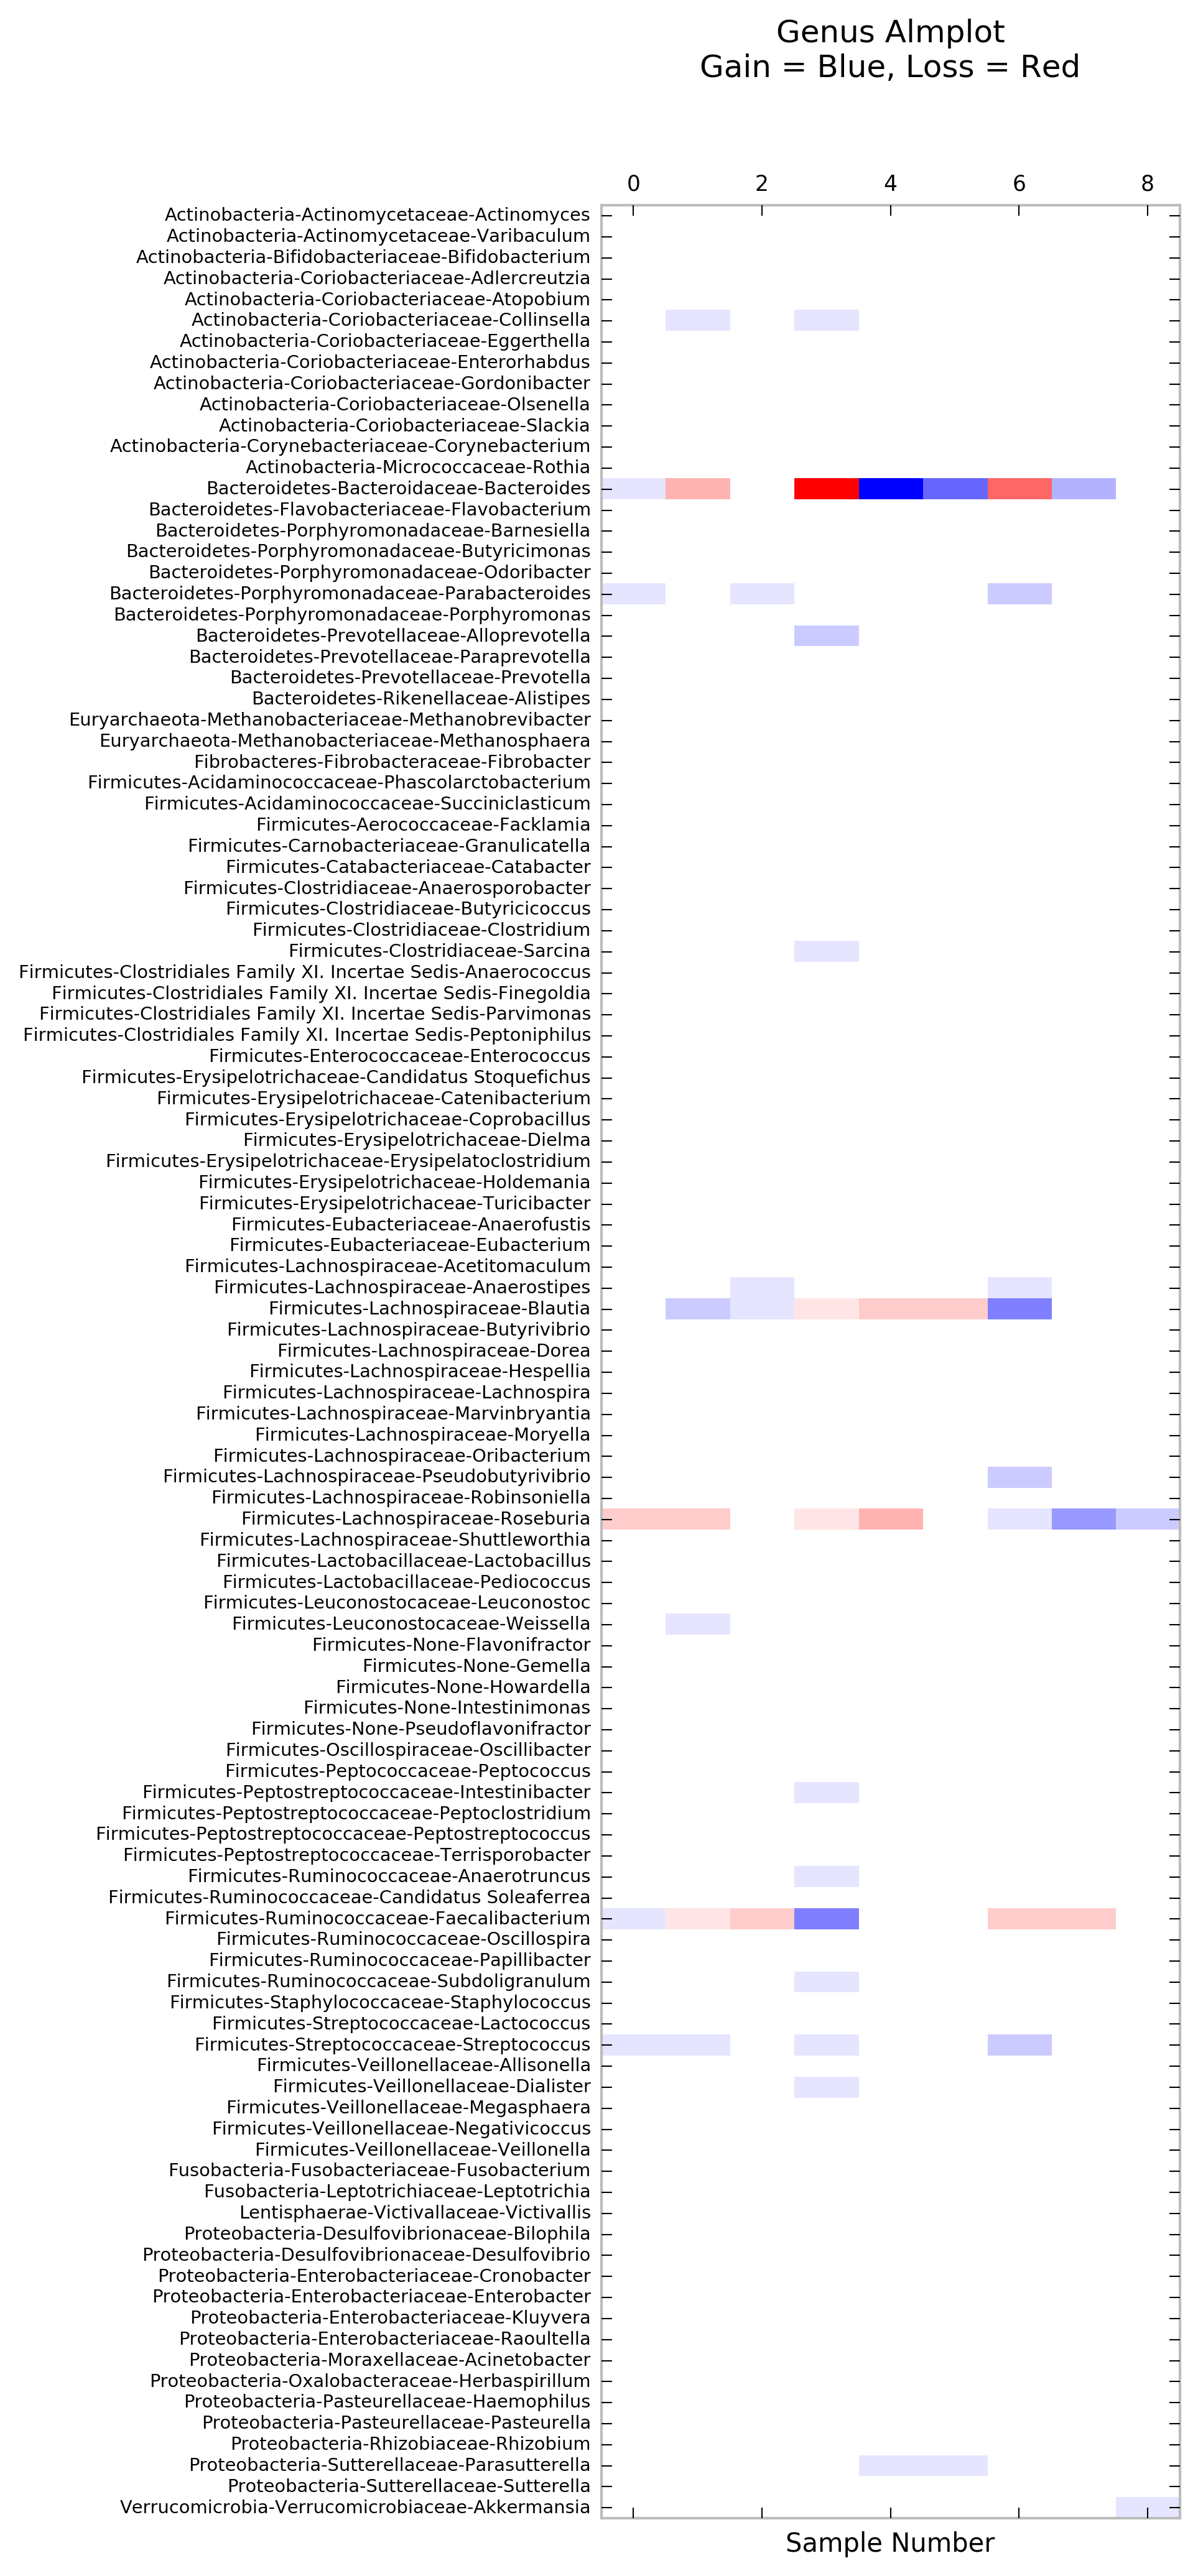 Genus Almplot
Gain = Blue, Loss = Red
0 2 4 6 8
Actinobacteria-Actinomycetaceae-Actinomyces
Actinobacteria-Actinomycetaceae-Varibaculum
Actinobacteria-Bifidobacteriaceae-Bifidobacterium
Actinobacteria-Coriobacteriaceae-Adlercreutzia
Actinobacteria-Coriobacteriaceae-Atopobium
Actinobacteria-Coriobacteriaceae-Collinsella
Actinobacteria-Coriobacteriaceae-Eggerthella
Actinobacteria-Coriobacteriaceae-Enterorhabdus
Actinobacteria-Coriobacteriaceae-Gordonibacter
Actinobacteria-Coriobacteriaceae-Olsenella
Actinobacteria-Coriobacteriaceae-Slackia
Actinobacteria-Corynebacteriaceae-Corynebacterium
Actinobacteria-Micrococcaceae-Rothia
Bacteroidetes-Bacteroidaceae-Bacteroides
Bacteroidetes-Flavobacteriaceae-Flavobacterium
Bacteroidetes-Porphyromonadaceae-Barnesiella
Bacteroidetes-Porphyromonadaceae-Butyricimonas
Bacteroidetes-Porphyromonadaceae-Odoribacter
Bacteroidetes-Porphyromonadaceae-Parabacteroides
Bacteroidetes-Porphyromonadaceae-Porphyromonas
Bacteroidetes-Prevotellaceae-Alloprevotella
Bacteroidetes-Prevotellaceae-Paraprevotella
Bacteroidetes-Prevotellaceae-Prevotella
Bacteroidetes-Rikenellaceae-Alistipes
Euryarchaeota-Methanobacteriaceae-Methanobrevibacter
Euryarchaeota-Methanobacteriaceae-Methanosphaera
Fibrobacteres-Fibrobacteraceae-Fibrobacter
Firmicutes-Acidaminococcaceae-Phascolarctobacterium
Firmicutes-Acidaminococcaceae-Succiniclasticum
Firmicutes-Aerococcaceae-Facklamia
Firmicutes-Carnobacteriaceae-Granulicatella
Firmicutes-Catabacteriaceae-Catabacter
Firmicutes-Clostridiaceae-Anaerosporobacter
Firmicutes-Clostridiaceae-Butyricicoccus
Firmicutes-Clostridiaceae-Clostridium
Firmicutes-Clostridiaceae-Sarcina
Firmicutes-Clostridiales Family XI. Incertae Sedis-Anaerococcus
Firmicutes-Clostridiales Family XI. Incertae Sedis-Finegoldia
Firmicutes-Clostridiales Family XI. Incertae Sedis-Parvimonas
Firmicutes-Clostridiales Family XI. Incertae Sedis-Peptoniphilus
Firmicutes-Enterococcaceae-Enterococcus
Firmicutes-Erysipelotrichaceae-Candidatus Stoquefichus
Firmicutes-Erysipelotrichaceae-Catenibacterium
Firmicutes-Erysipelotrichaceae-Coprobacillus
Firmicutes-Erysipelotrichaceae-Dielma
Firmicutes-Erysipelotrichaceae-Erysipelatoclostridium
Firmicutes-Erysipelotrichaceae-Holdemania
Firmicutes-Erysipelotrichaceae-Turicibacter
Firmicutes-Eubacteriaceae-Anaerofustis
Firmicutes-Eubacteriaceae-Eubacterium
Firmicutes-Lachnospiraceae-Acetitomaculum
Firmicutes-Lachnospiraceae-Anaerostipes
Firmicutes-Lachnospiraceae-Blautia
Firmicutes-Lachnospiraceae-Butyrivibrio
Firmicutes-Lachnospiraceae-Dorea
Firmicutes-Lachnospiraceae-Hespellia
Firmicutes-Lachnospiraceae-Lachnospira
Firmicutes-Lachnospiraceae-Marvinbryantia
Firmicutes-Lachnospiraceae-Moryella
Firmicutes-Lachnospiraceae-Oribacterium
Firmicutes-Lachnospiraceae-Pseudobutyrivibrio
Firmicutes-Lachnospiraceae-Robinsoniella
Firmicutes-Lachnospiraceae-Roseburia
Firmicutes-Lachnospiraceae-Shuttleworthia
Firmicutes-Lactobacillaceae-Lactobacillus
Firmicutes-Lactobacillaceae-Pediococcus
Firmicutes-Leuconostocaceae-Leuconostoc
Firmicutes-Leuconostocaceae-Weissella
Firmicutes-None-Flavonifractor
Firmicutes-None-Gemella
Firmicutes-None-Howardella
Firmicutes-None-Intestinimonas
Firmicutes-None-Pseudoflavonifractor
Firmicutes-Oscillospiraceae-Oscillibacter
Firmicutes-Peptococcaceae-Peptococcus
Firmicutes-Peptostreptococcaceae-Intestinibacter
Firmicutes-Peptostreptococcaceae-Peptoclostridium
Firmicutes-Peptostreptococcaceae-Peptostreptococcus
Firmicutes-Peptostreptococcaceae-Terrisporobacter
Firmicutes-Ruminococcaceae-Anaerotruncus
Firmicutes-Ruminococcaceae-Candidatus Soleaferrea
Firmicutes-Ruminococcaceae-Faecalibacterium
Firmicutes-Ruminococcaceae-Oscillospira
Firmicutes-Ruminococcaceae-Papillibacter
Firmicutes-Ruminococcaceae-Subdoligranulum
Firmicutes-Staphylococcaceae-Staphylococcus
Firmicutes-Streptococcaceae-Lactococcus
Firmicutes-Streptococcaceae-Streptococcus
Firmicutes-Veillonellaceae-Allisonella
Firmicutes-Veillonellaceae-Dialister
Firmicutes-Veillonellaceae-Megasphaera
Firmicutes-Veillonellaceae-Negativicoccus
Firmicutes-Veillonellaceae-Veillonella
Fusobacteria-Fusobacteriaceae-Fusobacterium
Fusobacteria-Leptotrichiaceae-Leptotrichia
Lentisphaerae-Victivallaceae-Victivallis
Proteobacteria-Desulfovibrionaceae-Bilophila
Proteobacteria-Desulfovibrionaceae-Desulfovibrio
Proteobacteria-Enterobacteriaceae-Cronobacter
Proteobacteria-Enterobacteriaceae-Enterobacter
Proteobacteria-Enterobacteriaceae-Kluyvera
Proteobacteria-Enterobacteriaceae-Raoultella
Proteobacteria-Moraxellaceae-Acinetobacter
Proteobacteria-Oxalobacteraceae-Herbaspirillum
Proteobacteria-Pasteurellaceae-Haemophilus
Proteobacteria-Pasteurellaceae-Pasteurella
Proteobacteria-Rhizobiaceae-Rhizobium
Proteobacteria-Sutterellaceae-Parasutterella
Proteobacteria-Sutterellaceae-Sutterella
Verrucomicrobia-Verrucomicrobiaceae-Akkermansia
Sample Number